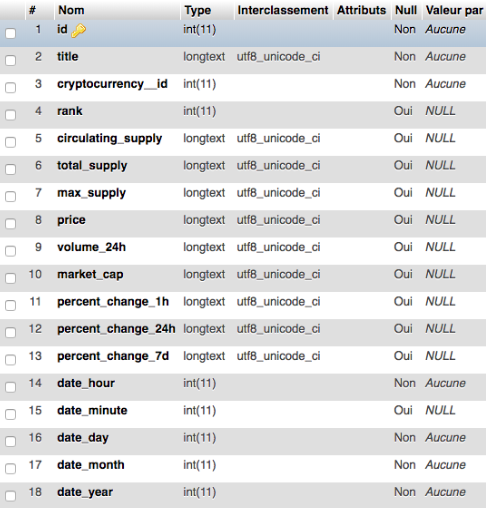 # Nom Type Interclassement Attributs Null Valeur par
1 id int(11) Non Aucune
2 title longtext utf8_unicode_ci Non Aucune
3 cryptocurrency__id int(11) Non Aucune
4 rank int(11) Oui NULL
5 circulating_supply longtext utf8_unicode_ci Oui NULL
6 total_supply longtext utf8_unicode_ci Oui NULL
7 max_supply longtext utf8_unicode_ci Oui NULL
8 price longtext utf8_unicode_ci Oui NULL
9 volume_24h longtext utf8_unicode_ci Oui NULL
10 market_cap longtext utf8_unicode_ci Oui NULL
11 percent_change_1h longtext utf8_unicode_ci Oui NULL
12 percent_change_24h longtext utf8_unicode_ci Oui NULL
13 percent_change_7d longtext utf8_unicode_ci Oui NULL
14 date_hour int(11) Non Aucune
15 date_minute int(11) Oui NULL
16 date_day int(11) Non Aucune
17 date_month int(11) Non Aucune
18 date_year int(11) Non Aucune